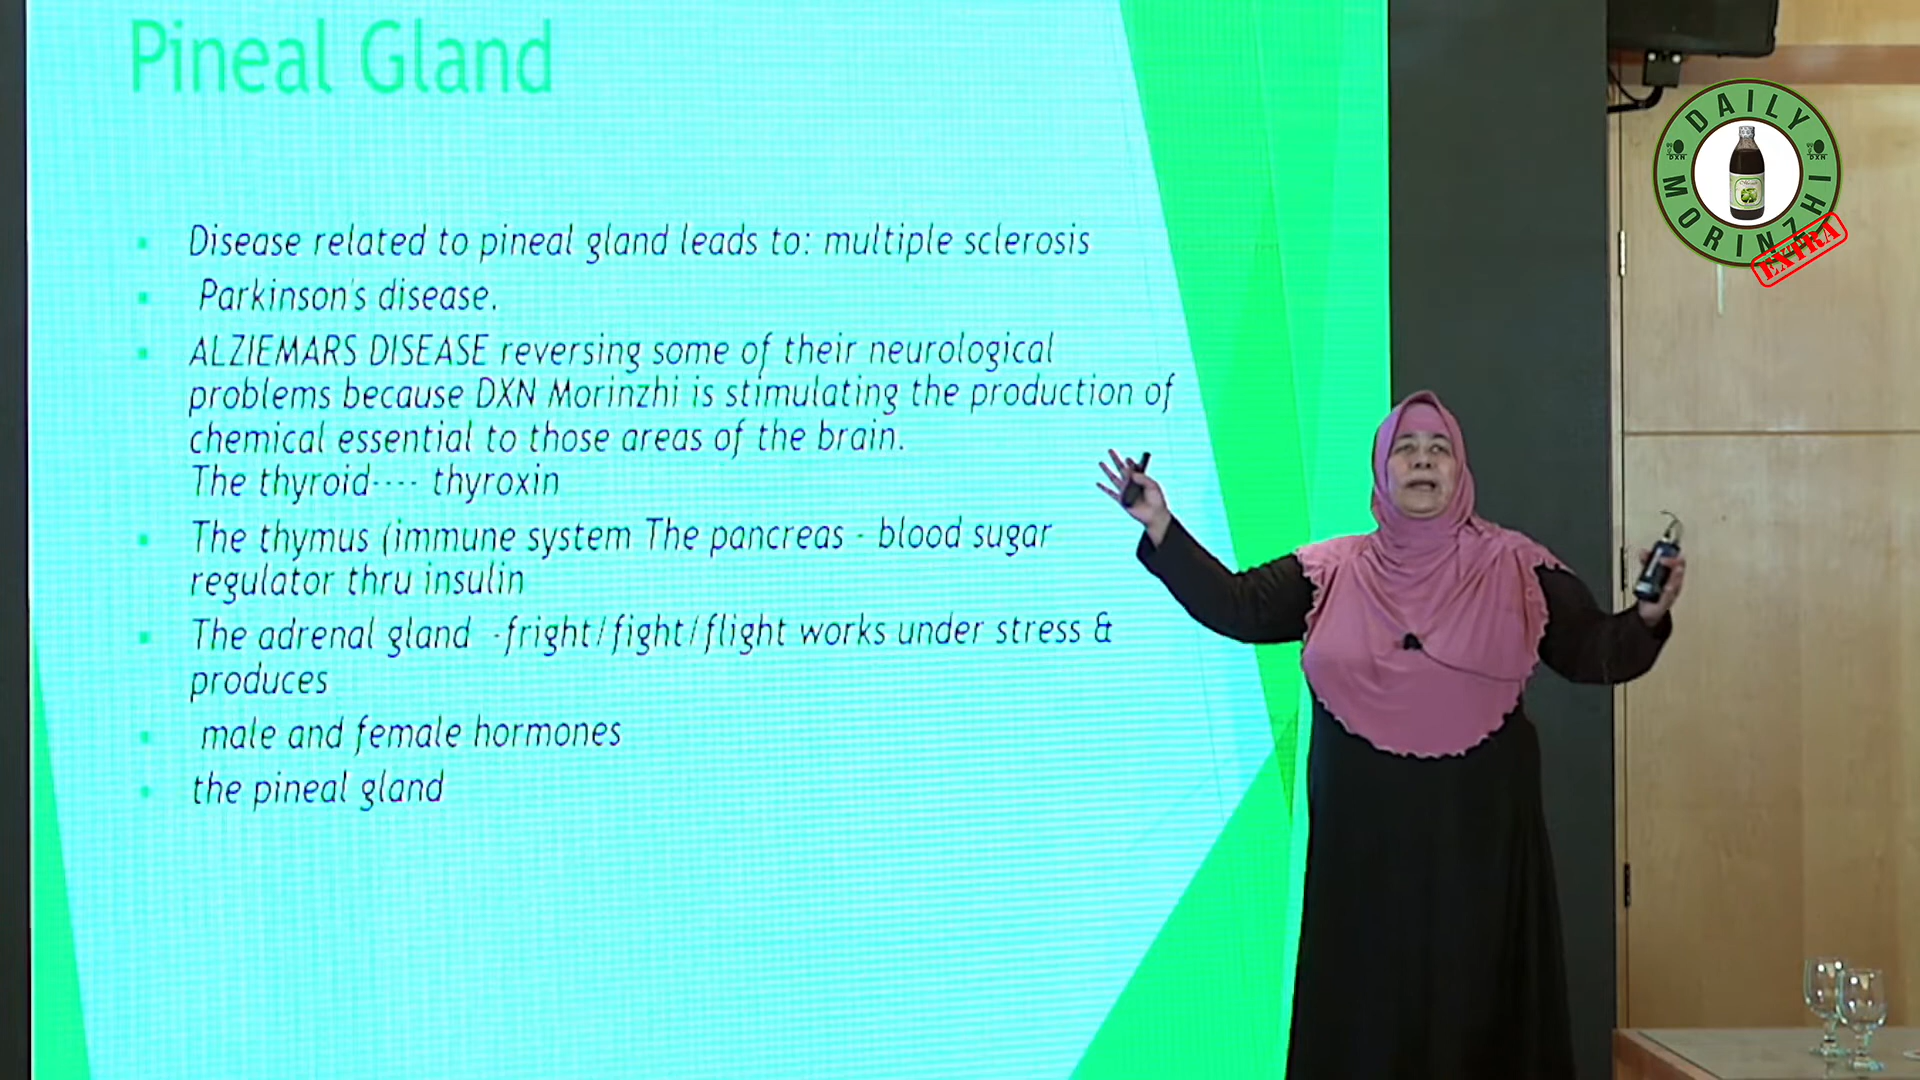 Pineal Gland
Disease related to pineal gland leads to: multiple sclerosis
Parkinson's disease.
ALZIEMARS DISEASE reversing some of their neurological
problems because DXN Morinzhi is stimulating the production of
chemical essential to those areas of the brain.
The thyroid---- thyroxin
The thymus (immune system The pancreas - blood sugar
regulator thru insulin
The adrenal gland -fright/fight/flight works under stress &
produces
male and female hormones
the pineal gland
DAILY
DXN
DXN
MORINZHI
EXTRA